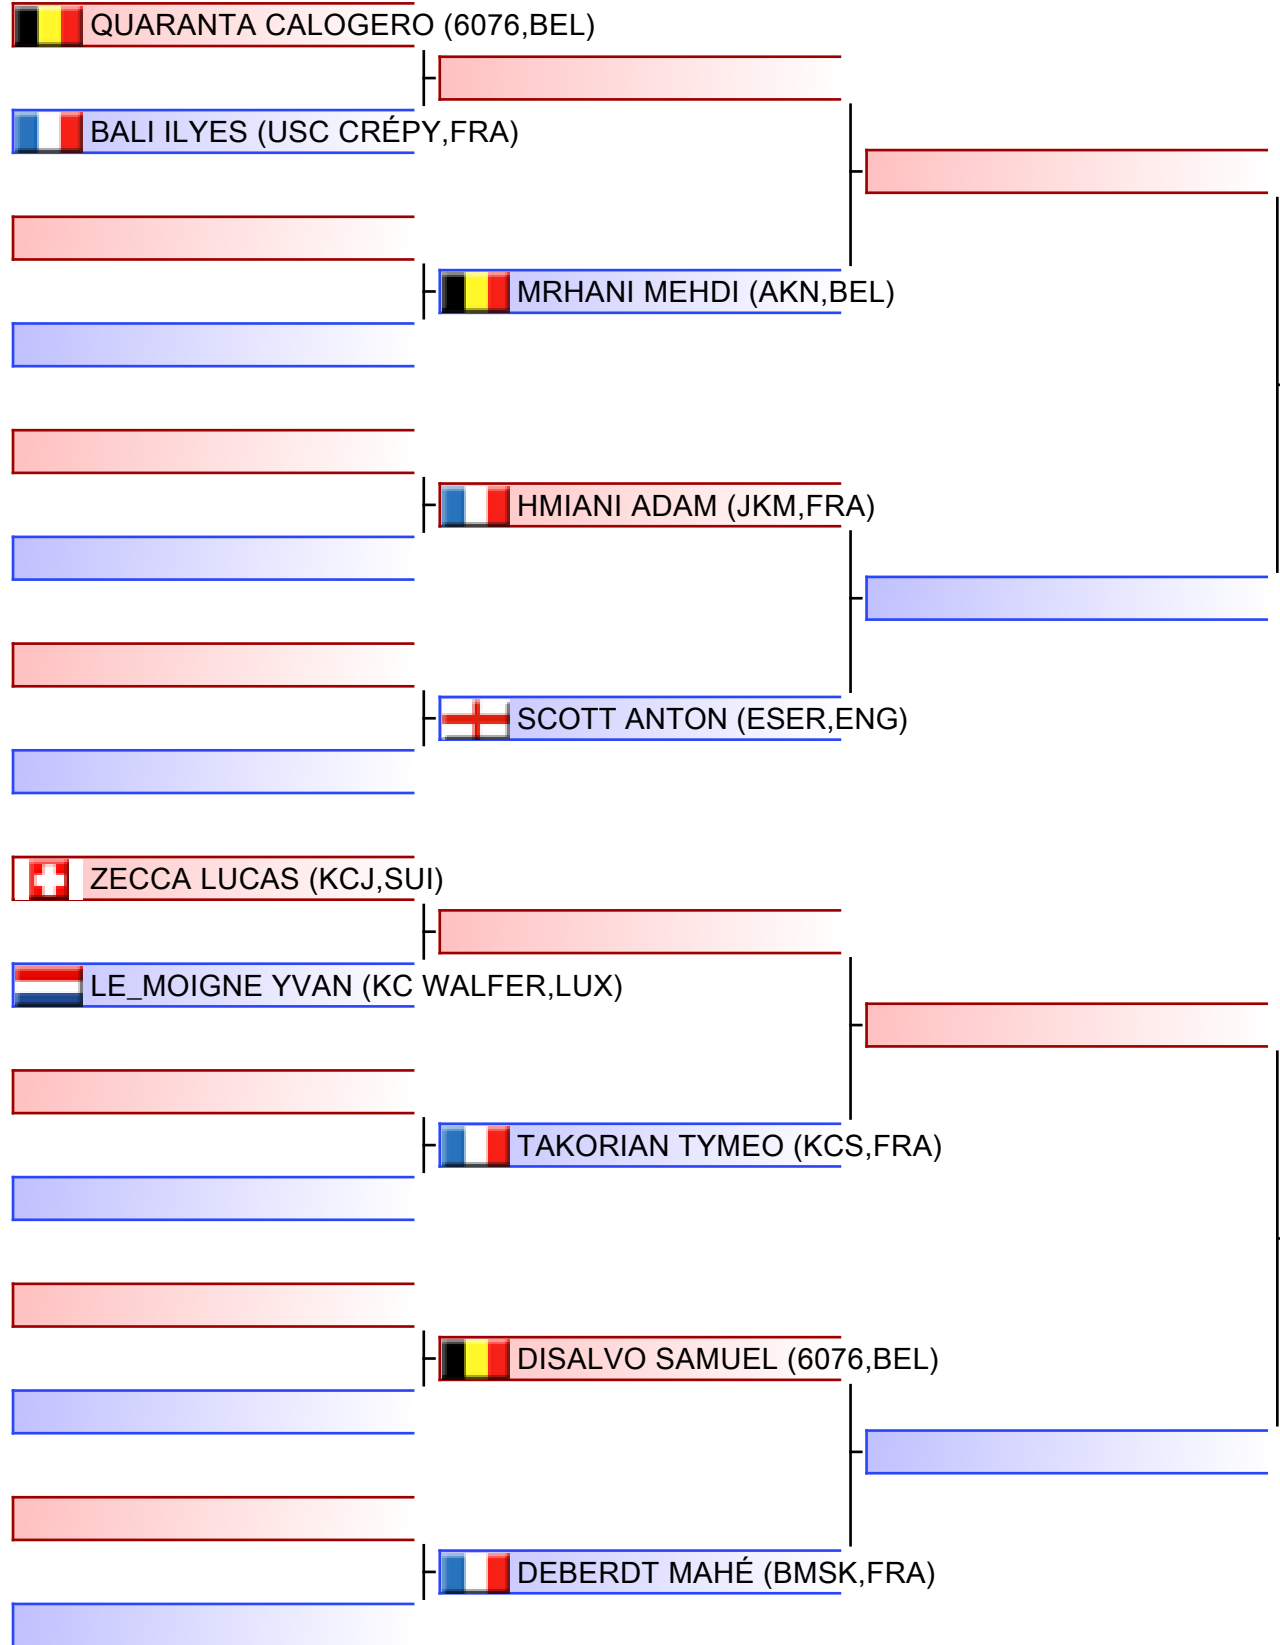 QUARANTA CALOGERO (6076,BEL)
BALI ILYES (USC CRÉPY,FRA)
MRHANI MEHDI (AKN,BEL)
HMIANI ADAM (JKM,FRA)
SCOTT ANTON (ESER,ENG)
ZECCA LUCAS (KCJ,SUI)
LE_MOIGNE YVAN (KC WALFER,LUX)
TAKORIAN TYMEO (KCS,FRA)
DISALVO SAMUEL (6076,BEL)
DEBERDT MAHÉ (BMSK,FRA)